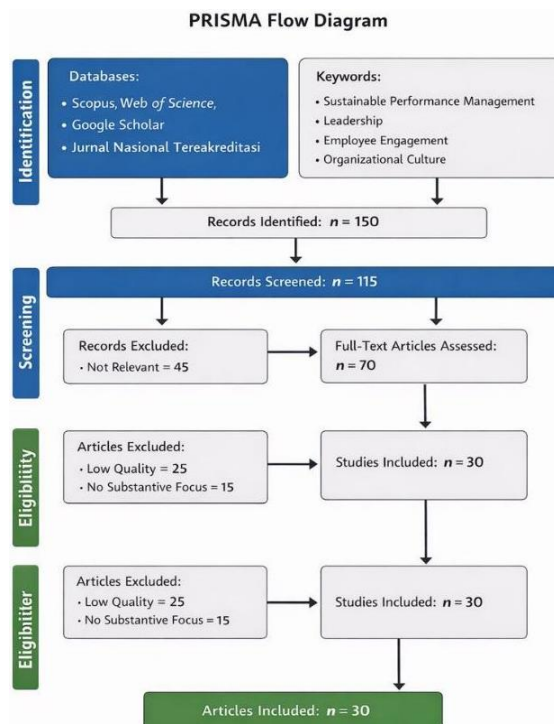 PRISMA Flow Diagram
Identitication
Databases:
• Scopus, Web of Science,
• Google Scholar
• Jurnal Nasional Tereakreditasi
Keywords:
• Sustainable Performance Management
• Leadership
• Employee Engagement
• Organizational Culture
Records Identified: n = 150
Screening
Records Screened: n = 115
Records Excluded:
• Not Relevant = 45
Full-Text Articles Assessed:
n = 70
Eligibliity
Articles Excluded:
• Low Quality = 25
• No Substantive Focus = 15
Studies Included: n = 30
Eligibiitter
Articles Excluded:
• Low Quality = 25
• No Substantive Focus = 15
Studies Included: n = 30
Articles Included: n = 30